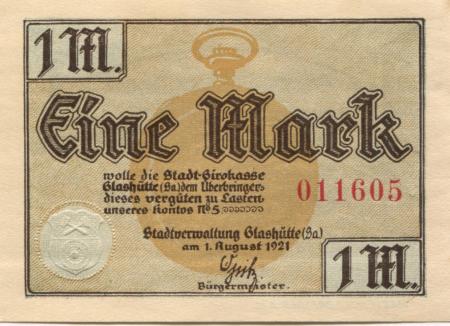 1 M.
Eine Mark
wolle die Stadt-Girokasse
Glashütte (Sa.) dem Überbringer
dieses vergüten zu Lasten
unseres Kontos No 5
011605
Stadtverwaltung Glashütte (Sa)
am 1. August 1921
Bürgermeister.
1 M.